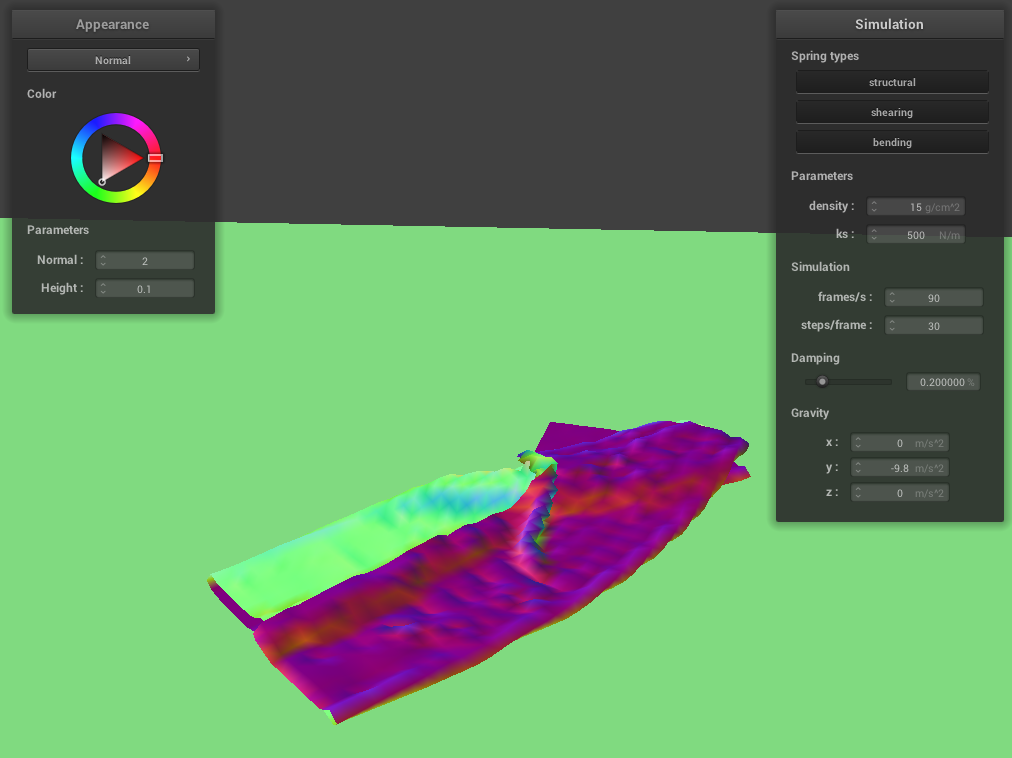 Appearance
Normal ›
Color
Parameters
Normal : 2
Height : 0.1
Simulation
Spring types
structural
shearing
bending
Parameters
density : 15 g/cm^2
ks : 500 N/m
Simulation
frames/s : 90
steps/frame : 30
Damping
0.200000 %
Gravity
x : 0 m/s^2
y : -9.8 m/s^2
z : 0 m/s^2